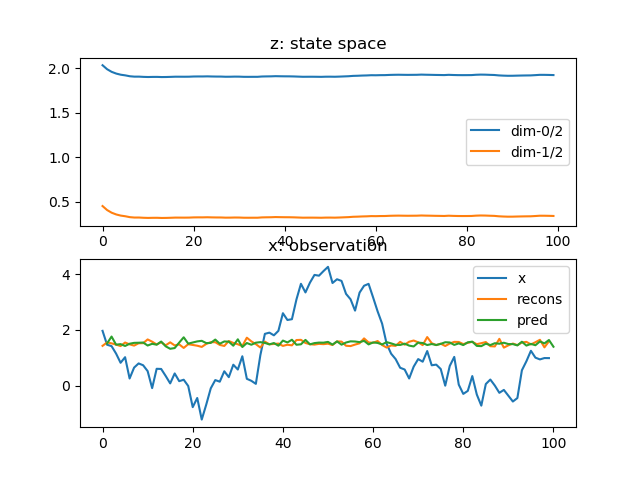 z: state space
2.0
1.5
1.0
0.5
dim-0/2
dim-1/2
0 20 40 60 80 100
x: observation
4
2
0
x
recons
pred
0 20 40 60 80 100